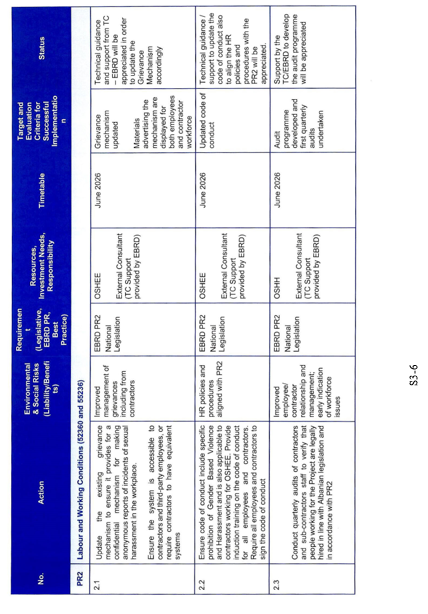 No.
Action
Environmental
& Social Risks
(Liability/Benefi
ts)
Requiremen
t
(Legislative,
EBRD PR,
Best
Practice)
Resources,
Investment Needs,
Responsibility
Timetable
Target and
Evaluation
Criteria for
Successful
Implementatio
n
Status
PR2
Labour and Working Conditions (52360 and 55236)
2.1
Update the existing grievance
mechanism to ensure it provides for a
confidential mechanism for making
anonymous reports of incidents of sexual
harassment in the workplace.
Ensure the system is accessible to
contractors and third-party employees, or
require contractors to have equivalent
systems
Improved
management of
grievances
including from
contractors
EBRD PR2
National
Legislation
OSHEE
External Consultant
(TC Support
provided by EBRD)
June 2026
Grievance
mechanism
updated
Materials
advertising the
mechanism are
displayed for
both employees
and contractor
workforce
Technical guidance
and support from TC
– EBRD will be
appreciated in order
to update the
Grievance
Mechanism
accordingly
2.2
Ensure code of conduct include specific
prohibition of Gender Based Violence
and Harassment and is also applicable to
contractors working for OSHEE. Provide
induction training on the code of conduct
for all employees and contractors.
Require all employees and contractors to
sign the code of conduct
HR policies and
procedures
aligned with PR2
EBRD PR2
National
Legislation
OSHEE
External Consultant
(TC Support
provided by EBRD)
June 2026
Updated code of
conduct
Technical guidance /
support to update the
code of conduct also
to align the HR
policies and
procedures with the
PR2 will be
appreciated.
2.3
Conduct quarterly audits of contractors
and sub-contractors staff to verify that
people working for the Project are legally
hired in line with Albanian legislation and
in accordance with PR2
Improved
employee/
contractor
relationship and
management;
early indication
of workforce
issues
EBRD PR2
National
Legislation
OSHH
External Consultant
(TC Support
provided by EBRD)
June 2026
Audit
programme
developed and
first quarterly
audits
undertaken
Support by the
TC/EBRD to develop
the audit programme
will be appreciated
S3-6